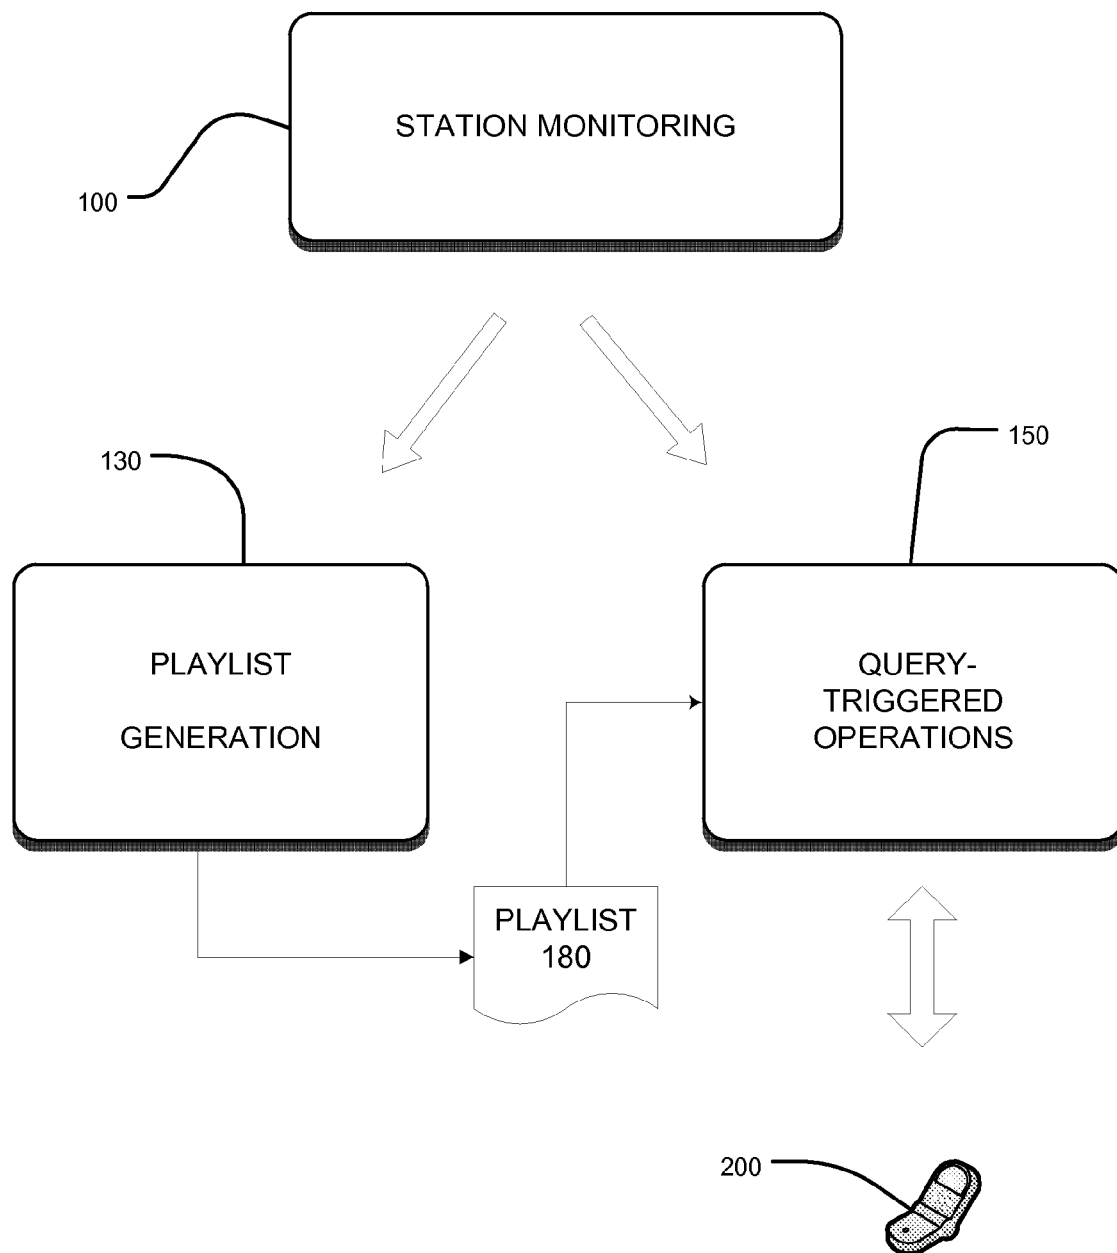 STATION MONITORING
100
130
150
PLAYLIST
GENERATION
QUERY-
TRIGGERED
OPERATIONS
PLAYLIST
180
200